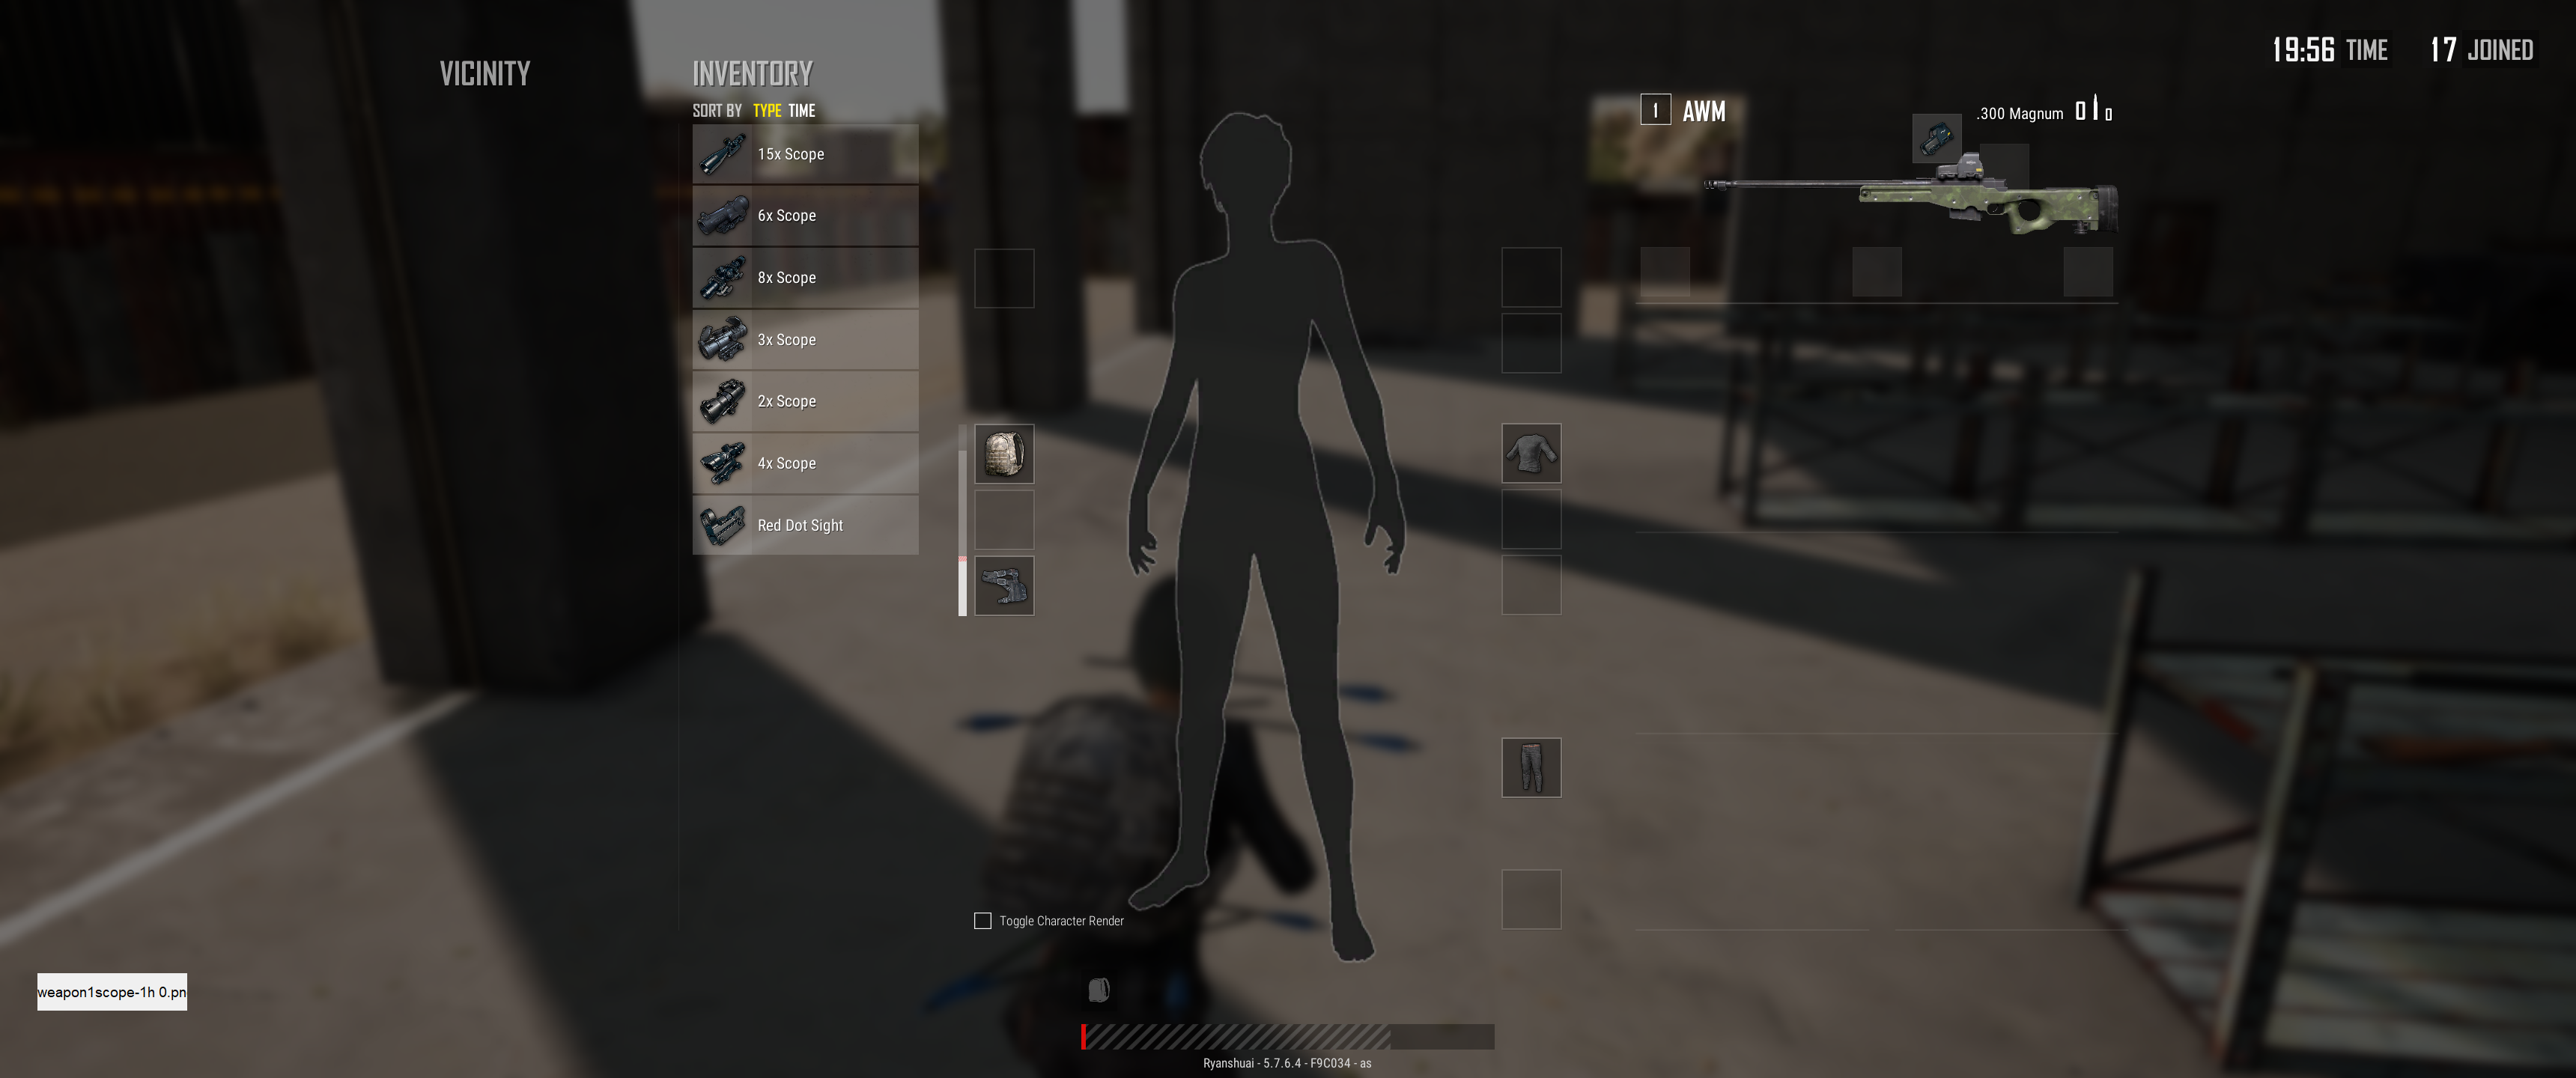 VICINITY
INVENTORY
SORT BY TYPE TIME
15x Scope
6x Scope
8x Scope
3x Scope
2x Scope
4x Scope
Red Dot Sight
19:56 TIME 17 JOINED
1 AWM
.300 Magnum 0 0
Toggle Character Render
weapon1scope-1h 0.pn
Ryanshuai - 5.7.6.4 - F9C034 - as